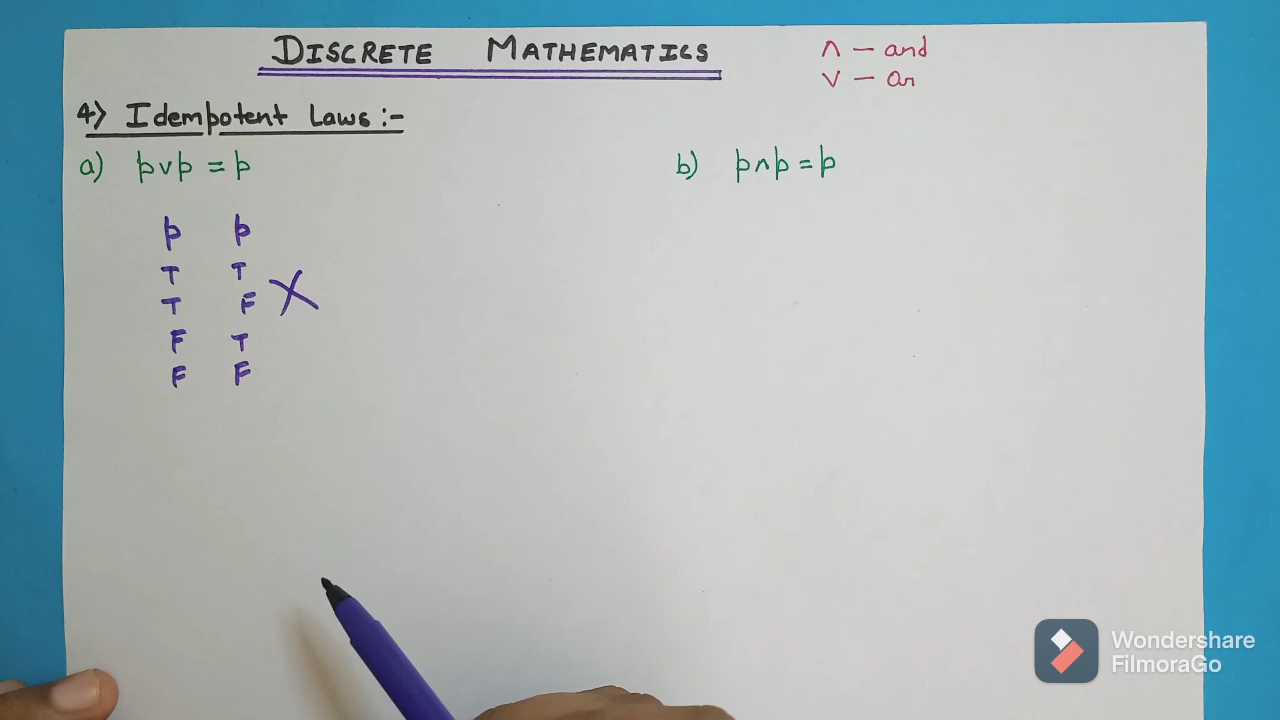 DISCRETE MATHEMATICS
∧ — and
∨ — or
4) Idempotent Laws :-
a) p∨p = p
b) p∧p = p
p p
T T
T F X
F T
F F
Wondershare
FilmoraGo